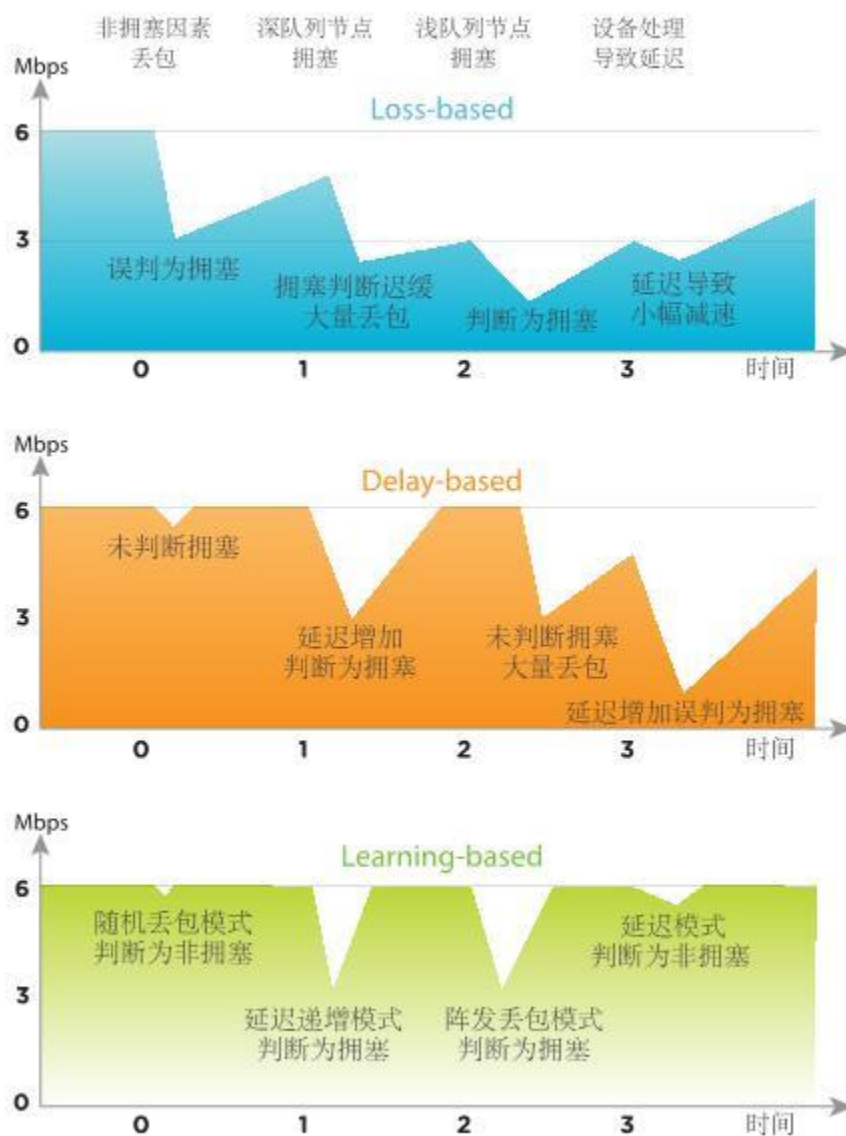 非拥塞因素
丢包
深队列节点
拥塞
浅队列节点
拥塞
设备处理
导致延迟
Mbps
Loss-based
6
3
0
误判为拥塞
拥塞判断迟缓
大量丢包
判断为拥塞
延迟导致
小幅减速
0 1 2 3 时间
Mbps
Delay-based
6
3
0
未判断拥塞
延迟增加
判断为拥塞
未判断拥塞
大量丢包
延迟增加误判为拥塞
0 1 2 3 时间
Mbps
Learning-based
6
3
0
随机丢包模式
判断为非拥塞
延迟递增模式
判断为拥塞
阵发丢包模式
判断为拥塞
延迟模式
判断为非拥塞
0 1 2 3 时间